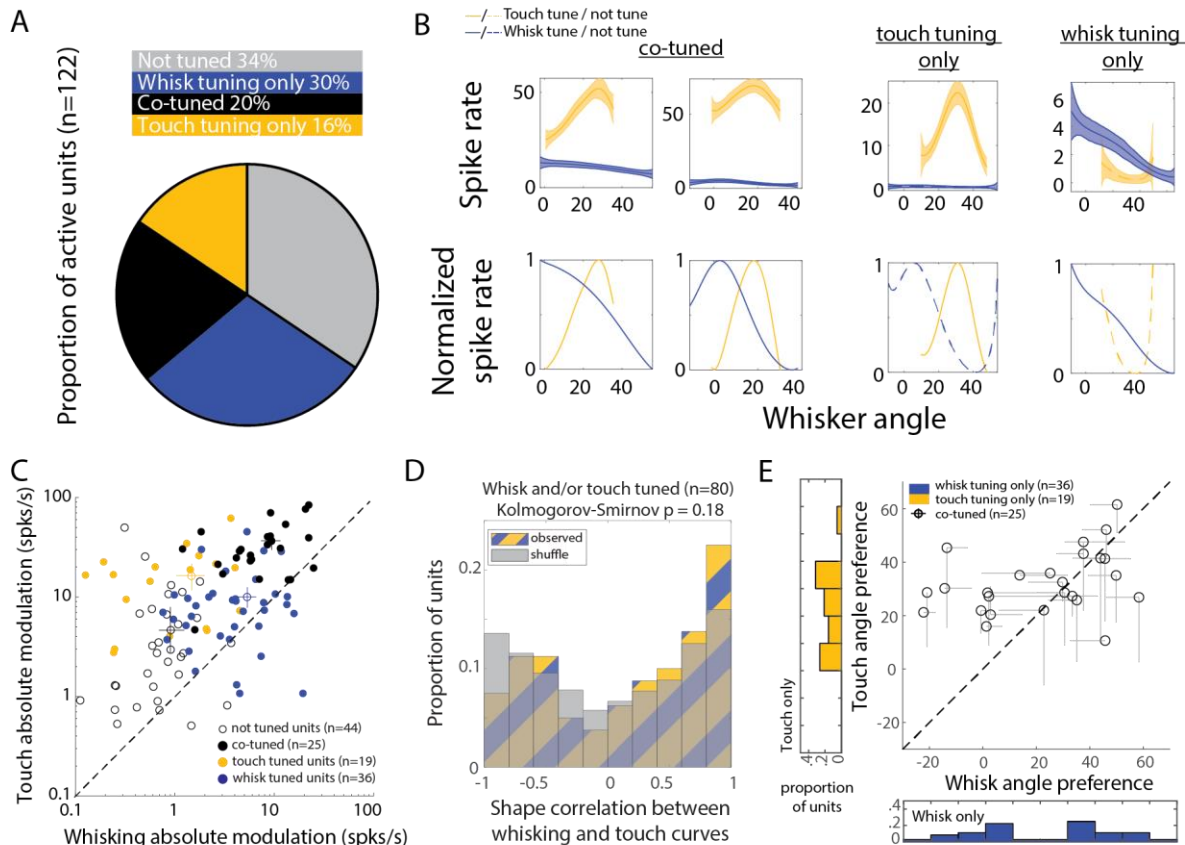 A
Proportion of active units (n=122)
Not tuned 34%
Whisk tuning only 30%
Co-tuned 20%
Touch tuning only 16%
B
/ Touch tune / not tune
/ Whisk tune / not tune
co-tuned
touch tuning
only
whisk tuning
only
Spike rate
50
0
0 20 40
50
0
0 20 40
20
10
0
0 20 40
6
4
2
0
0 40
Normalized
spike rate
1
0
0 20 40
1
0
0 20 40
1
0
0 20 40
1
0
0 40
Whisker angle
C
Touch absolute modulation (spks/s)
100
10
1
0.1
not tuned units (n=44)
co-tuned (n=25)
touch tuned units (n=19)
whisk tuned units (n=36)
0.1 1 10 100
Whisking absolute modulation (spks/s)
D
Whisk and/or touch tuned (n=80)
Kolmogorov-Smirnov p = 0.18
observed
shuffle
Proportion of units
0.2
0.1
0
-1 -0.5 0 0.5 1
Shape correlation between
whisking and touch curves
E
Touch only
.4 .2 0
proportion
of units
whisk tuning only (n=36)
touch tuning only (n=19)
co-tuned (n=25)
Touch angle preference
60
40
20
0
-20
-20 0 20 40 60
Whisk angle preference
.4
.2
0
Whisk only